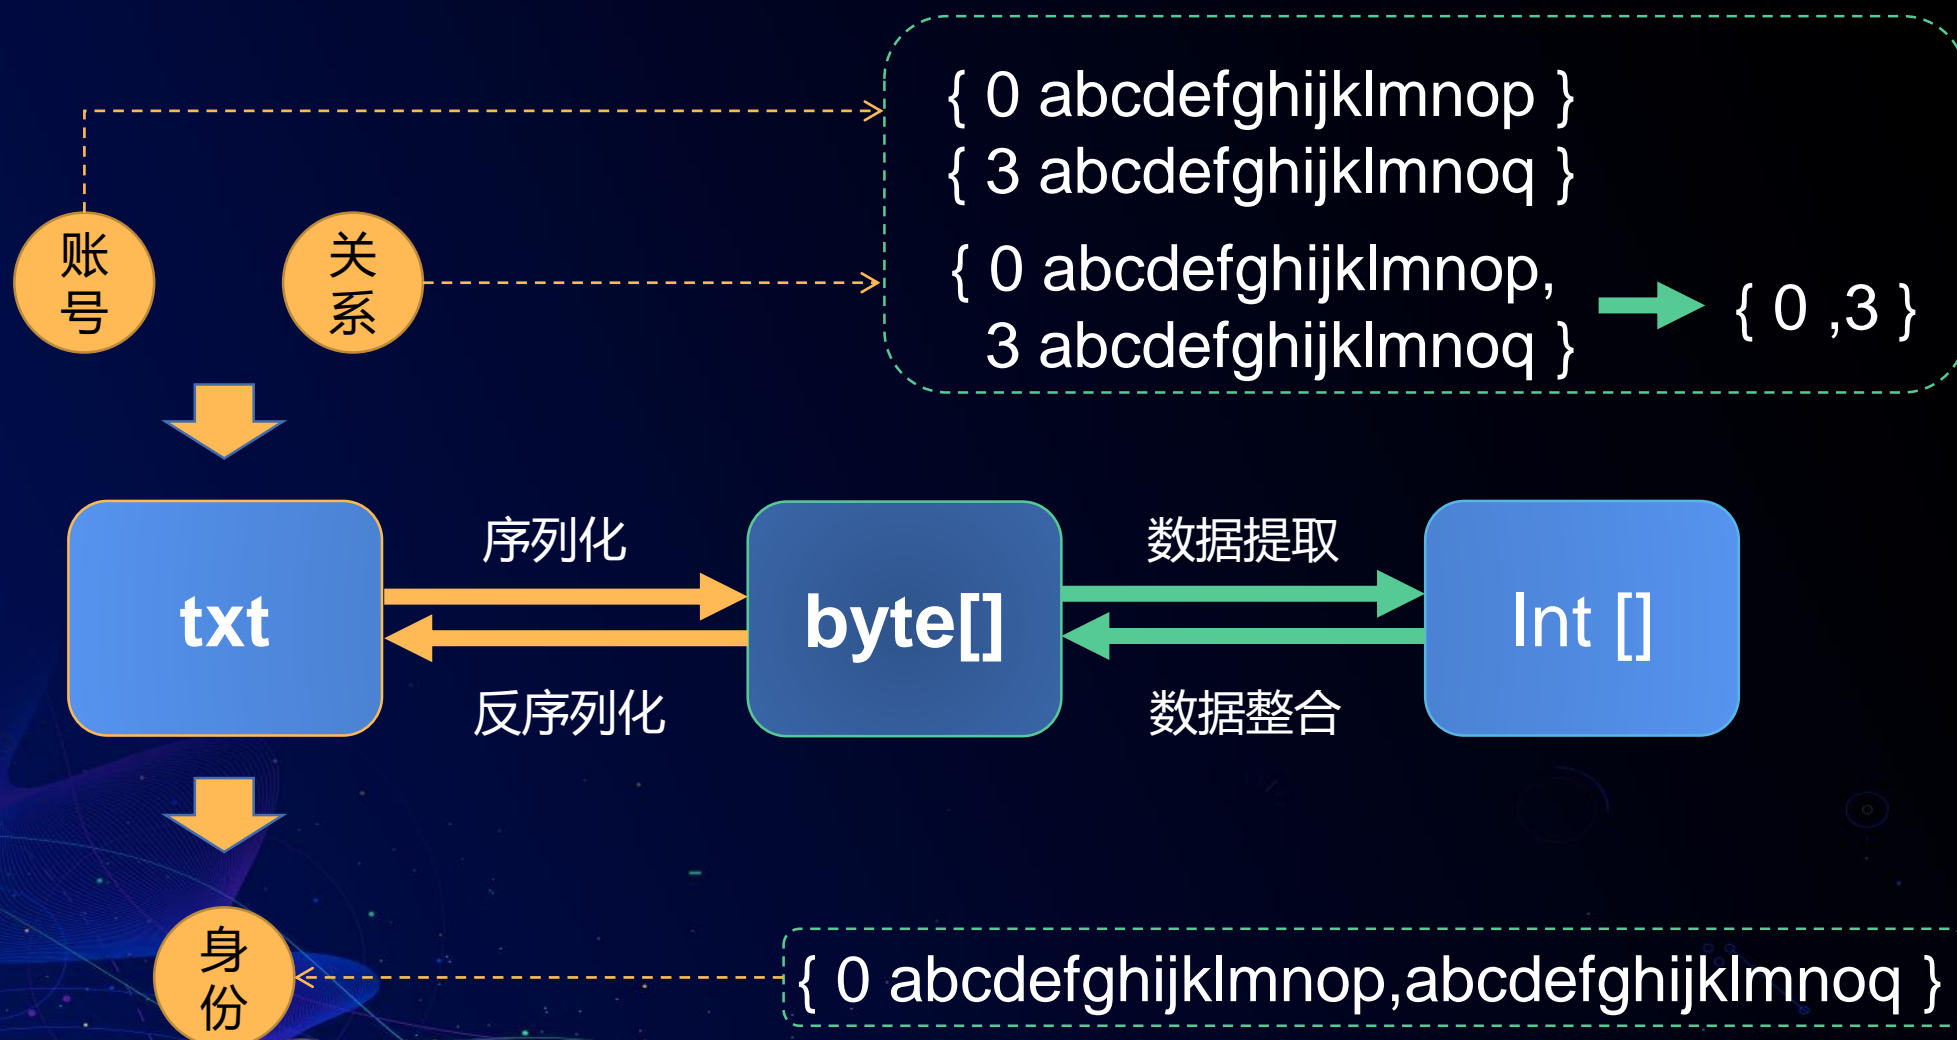 { 0 abcdefghijklmnop }
{ 3 abcdefghijklmnoq }
{ 0 abcdefghijklmnop,
3 abcdefghijklmnoq }
{ 0 ,3 }
账
号
关
系
序列化
数据提取
txt
byte[]
Int []
反序列化
数据整合
身
份
{ 0 abcdefghijklmnop,abcdefghijklmnoq }